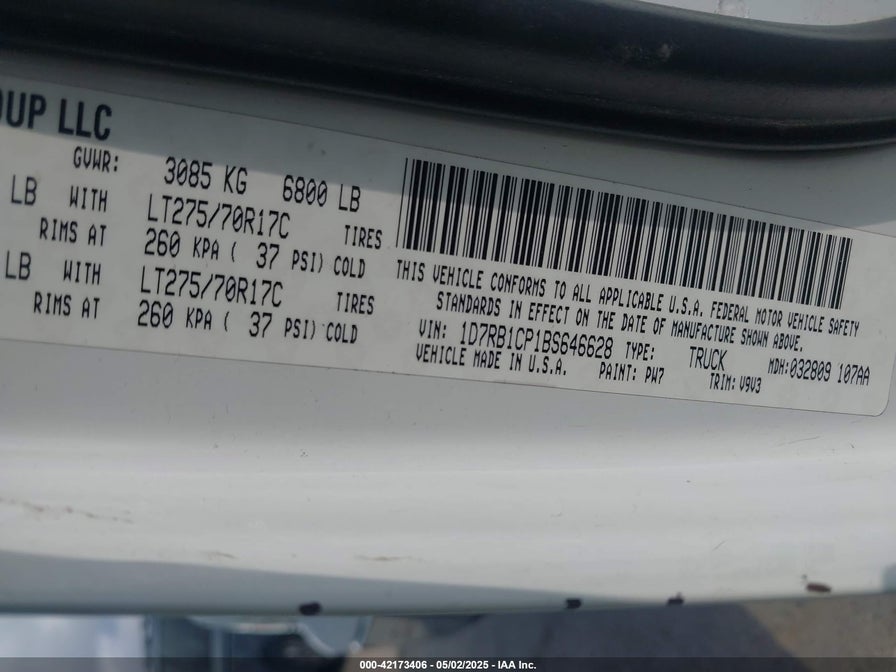 OUP LLC
GVWR: 3085 KG 6800 LB
LB WITH LT275/70R17C TIRES
RIMS AT 260 KPA ( 37 PSI) COLD
LB WITH LT275/70R17C TIRES
RIMS AT 260 KPA ( 37 PSI) COLD
THIS VEHICLE CONFORMS TO ALL APPLICABLE U.S.A. FEDERAL MOTOR VEHICLE SAFETY
STANDARDS IN EFFECT ON THE DATE OF MANUFACTURE SHOWN ABOVE.
VIN: 1D7RB1CP1BS646628 TYPE: TRUCK MDH:032809 107AA
VEHICLE MADE IN U.S.A. PAINT: PW7 TRIM: V9V3
000-42173406 - 05/02/2025 - IAA Inc.